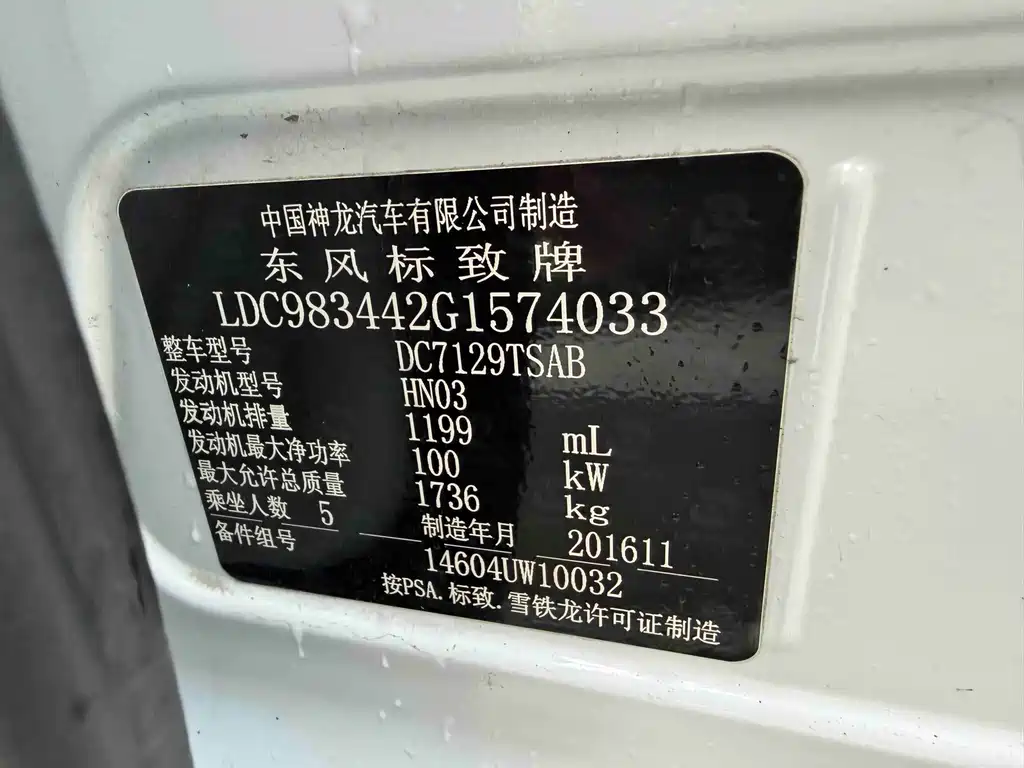 中国神龙汽车有限公司制造
东风标致牌
LDC983442G1574033
整车型号 DC7129TSAB
发动机型号 HN03
发动机排量 1199 mL
发动机最大净功率 100 kW
最大允许总质量 1736 kg
乘坐人数 5 制造年月 201611
备件组号 14604UW10032
按PSA.标致.雪铁龙许可证制造